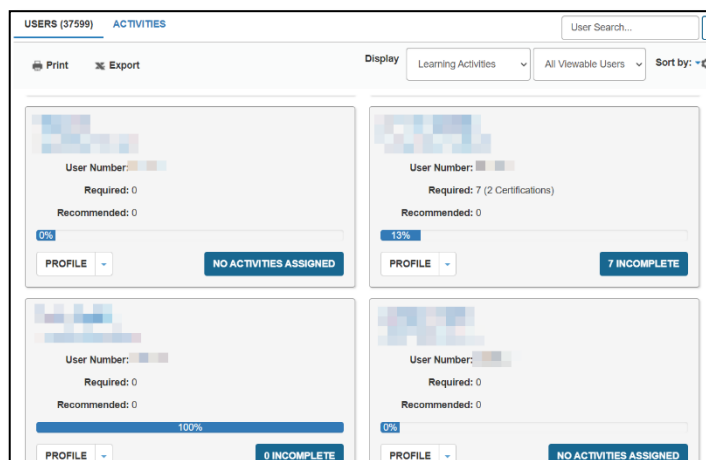 USERS (37599) ACTIVITIES User Search...
Print Export Display Learning Activities All Viewable Users Sort by:
User Number:
Required: 0
Recommended: 0
0%
PROFILE NO ACTIVITIES ASSIGNED
User Number:
Required: 7 (2 Certifications)
Recommended: 0
13%
PROFILE 7 INCOMPLETE
User Number:
Required: 0
Recommended: 0
100%
PROFILE 0 INCOMPLETE
User Number:
Required: 0
Recommended: 0
0%
PROFILE NO ACTIVITIES ASSIGNED